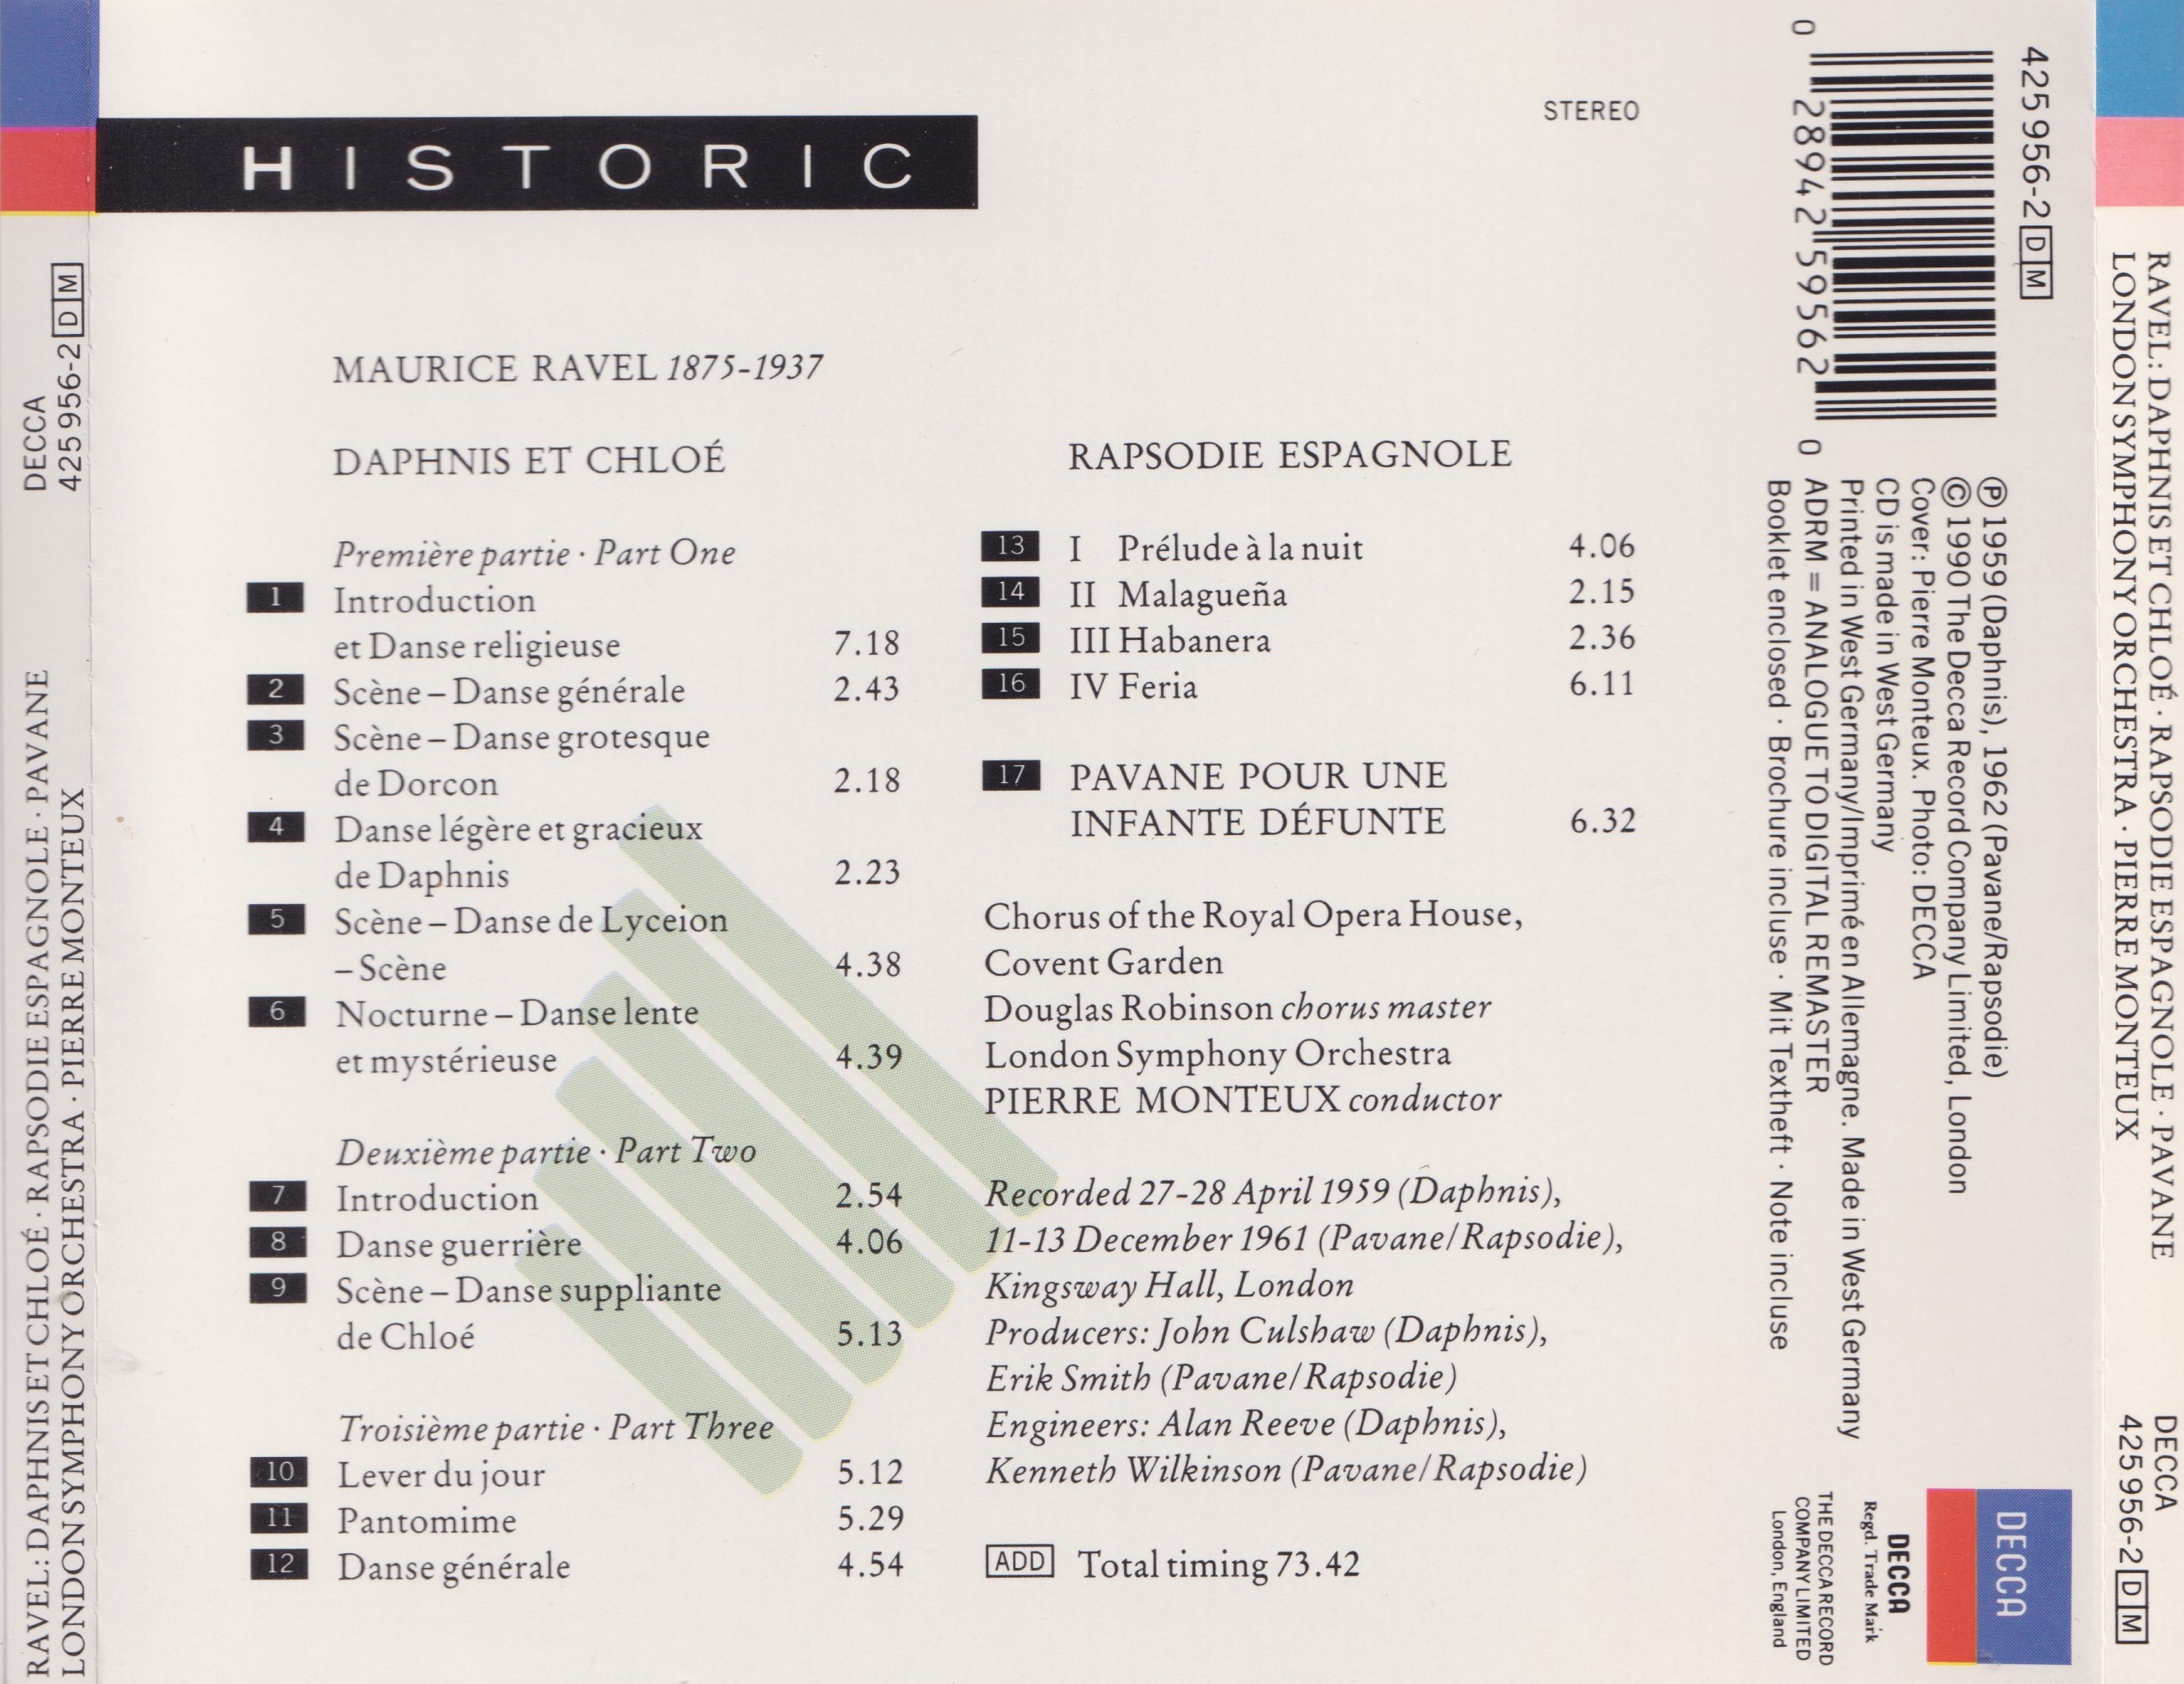 HISTORIC
STEREO
MAURICE RAVEL 1875-1937
DAPHNIS ET CHLOÉ
Première partie · Part One
1 Introduction
et Danse religieuse 7.18
2 Scène – Danse générale 2.43
3 Scène – Danse grotesque
de Dorcon 2.18
4 Danse légère et gracieux
de Daphnis 2.23
5 Scène – Danse de Lyceion
– Scène 4.38
6 Nocturne – Danse lente
et mystérieuse 4.39
Deuxième partie · Part Two
7 Introduction 2.54
8 Danse guerrière 4.06
9 Scène – Danse suppliante
de Chloé 5.13
Troisième partie · Part Three
10 Lever du jour 5.12
11 Pantomime 5.29
12 Danse générale 4.54
RAPSODIE ESPAGNOLE
13 I Prélude à la nuit 4.06
14 II Malagueña 2.15
15 III Habanera 2.36
16 IV Feria 6.11
17 PAVANE POUR UNE
INFANTE DÉFUNTE 6.32
Chorus of the Royal Opera House,
Covent Garden
Douglas Robinson chorus master
London Symphony Orchestra
PIERRE MONTEUX conductor
Recorded 27-28 April 1959 (Daphnis),
11-13 December 1961 (Pavane/Rapsodie),
Kingsway Hall, London
Producers: John Culshaw (Daphnis),
Erik Smith (Pavane/Rapsodie)
Engineers: Alan Reeve (Daphnis),
Kenneth Wilkinson (Pavane/Rapsodie)
ADD Total timing 73.42
425 956-2 D M
0 28942 59562 0
℗ 1959 (Daphnis), 1962 (Pavane/Rapsodie)
© 1990 The Decca Record Company Limited, London
Cover: Pierre Monteux. Photo: DECCA
CD is made in West Germany
Printed in West Germany/Imprimé en Allemagne. Made in West Germany
ADRM = ANALOGUE TO DIGITAL REMASTER
Booklet enclosed · Brochure incluse · Mit Textheft · Note incluse
DECCA
DECCA
Regd. Trade Mark
THE DECCA RECORD
COMPANY LIMITED
London, England
RAVEL: DAPHNIS ET CHLOÉ · RAPSODIE ESPAGNOLE · PAVANE DECCA
LONDON SYMPHONY ORCHESTRA · PIERRE MONTEUX 425 956-2 D M
RAVEL: DAPHNIS ET CHLOÉ · RAPSODIE ESPAGNOLE · PAVANE DECCA
LONDON SYMPHONY ORCHESTRA · PIERRE MONTEUX 425 956-2 D M